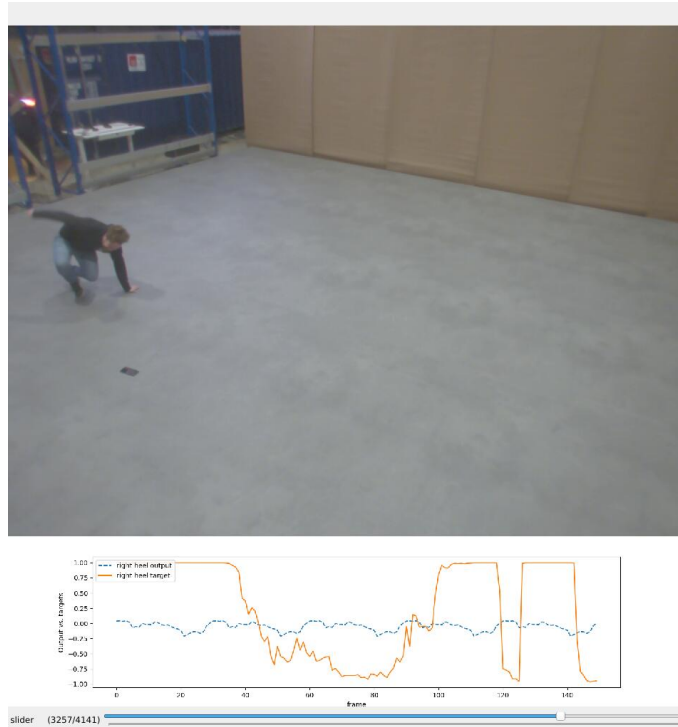 right heel output
right heel target
Output vs. targets
1.00
0.75
0.50
0.25
0.00
−0.25
−0.50
−0.75
−1.00
0 20 40 60 80 100 120 140
frame
slider (3257/4141)